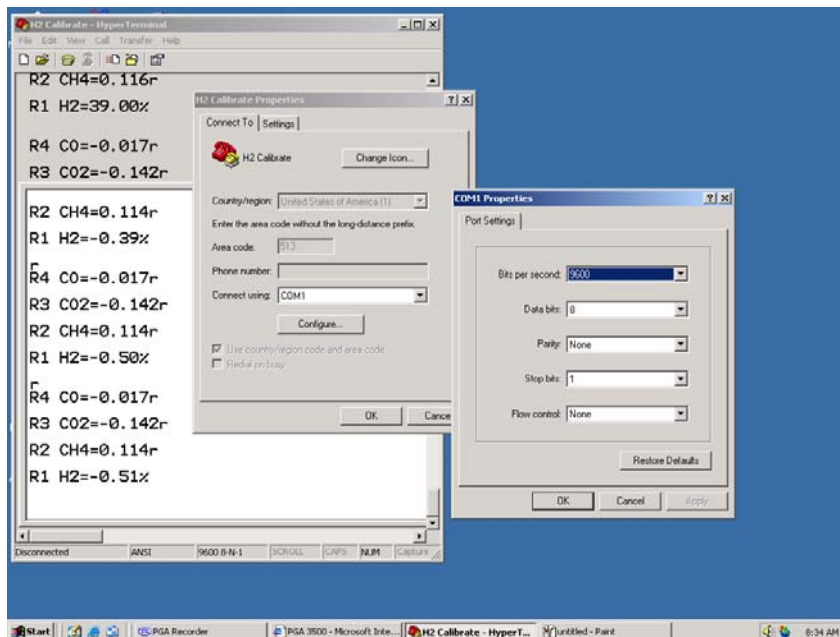 H2 Calibrate - HyperTerminal
File Edit View Call Transfer Help
R2 CH4=0.116r
R1 H2=39.00%
R4 CO=-0.017r
R3 CO2=-0.142r
R2 CH4=0.114r
R1 H2=-0.39%
r
R4 CO=-0.017r
R3 CO2=-0.142r
R2 CH4=0.114r
R1 H2=-0.50%
r
R4 CO=-0.017r
R3 CO2=-0.142r
R2 CH4=0.114r
R1 H2=-0.51%
Disconnected ANSI 9600 8-N-1 SCROLL CAPS NUM Capture
H2 Calibrate Properties
Connect To Settings
H2 Calibrate Change Icon...
Country/region: United States of America (1)
Enter the area code without the long-distance prefix.
Area code: 513
Phone number:
Connect using: COM1
Configure...
Use country/region code and area code
Redial on busy
OK Cance
COM1 Properties
Port Settings
Bits per second: 9600
Data bits: 8
Parity: None
Stop bits: 1
Flow control: None
Restore Defaults
OK Cancel Apply
Start PGA Recorder PGA 3500 - Microsoft Inte... H2 Calibrate - HyperT... untitled - Paint 8:34 AM